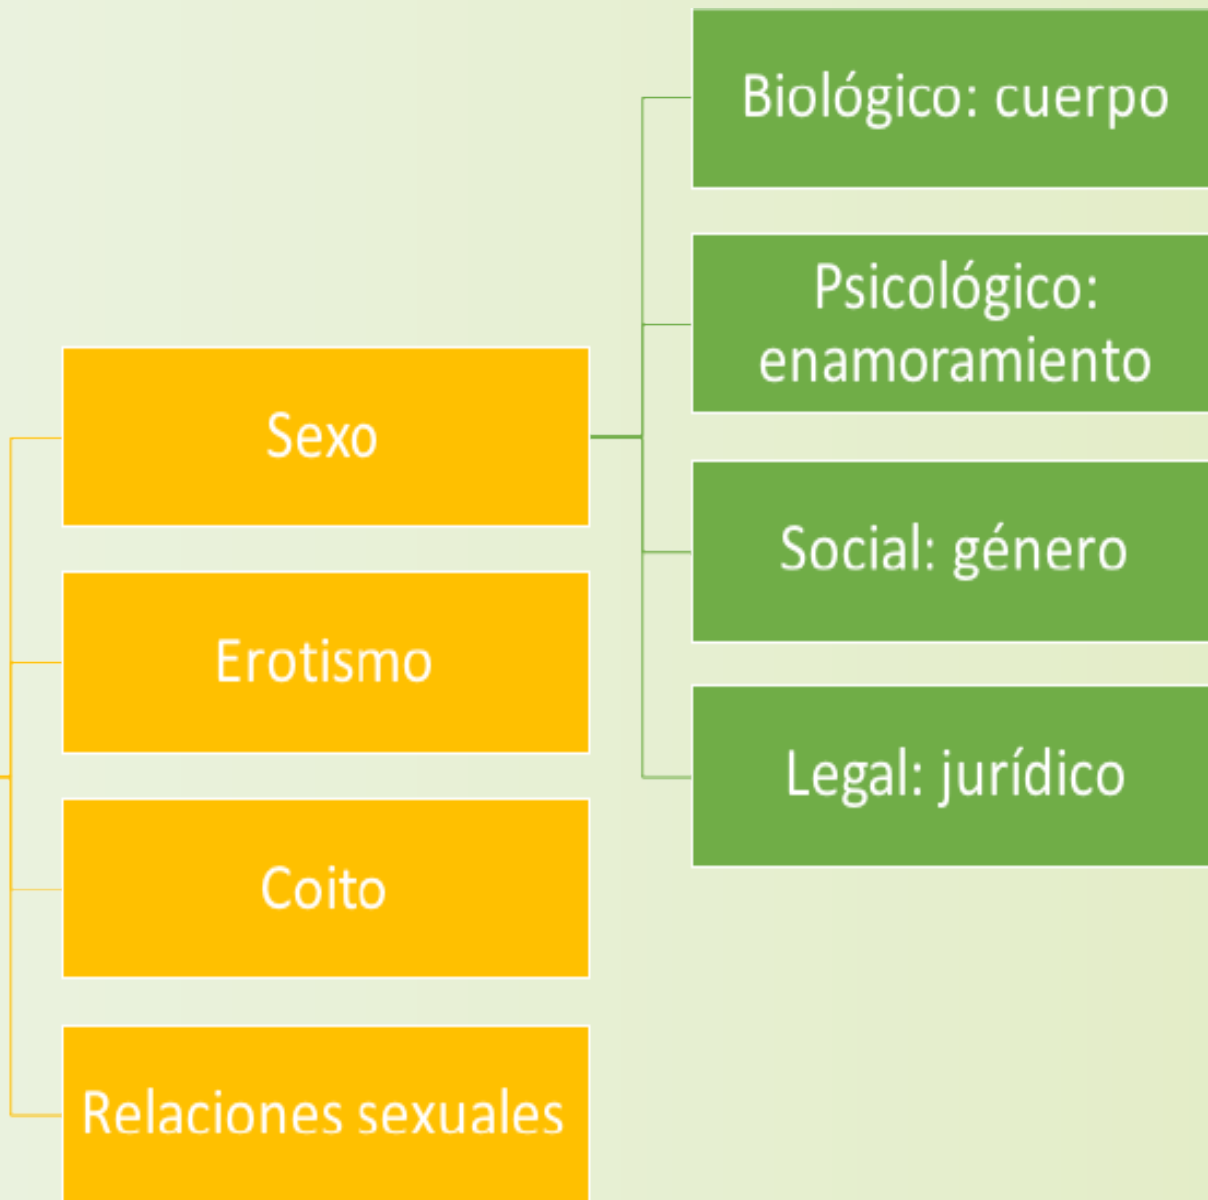 Sexo
Erotismo
Coito
Relaciones sexuales
Biológico: cuerpo
Psicológico:
enamoramiento
Social: género
Legal: jurídico